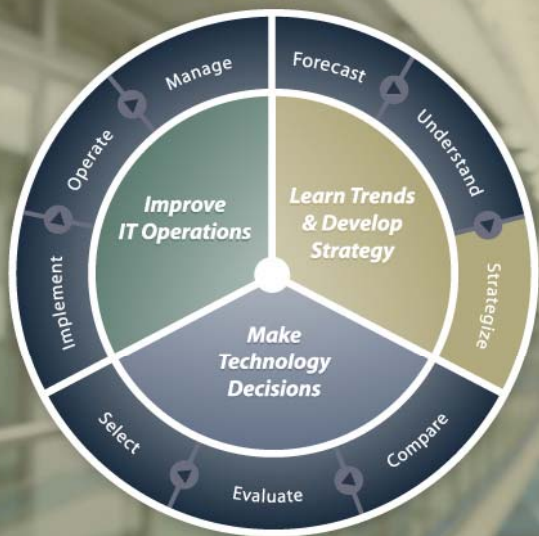 Manage
Forecast
Operate
Understand
Implement
Strategize
Select
Evaluate
Compare
Improve
IT Operations
Learn Trends
& Develop
Strategy
Make
Technology
Decisions